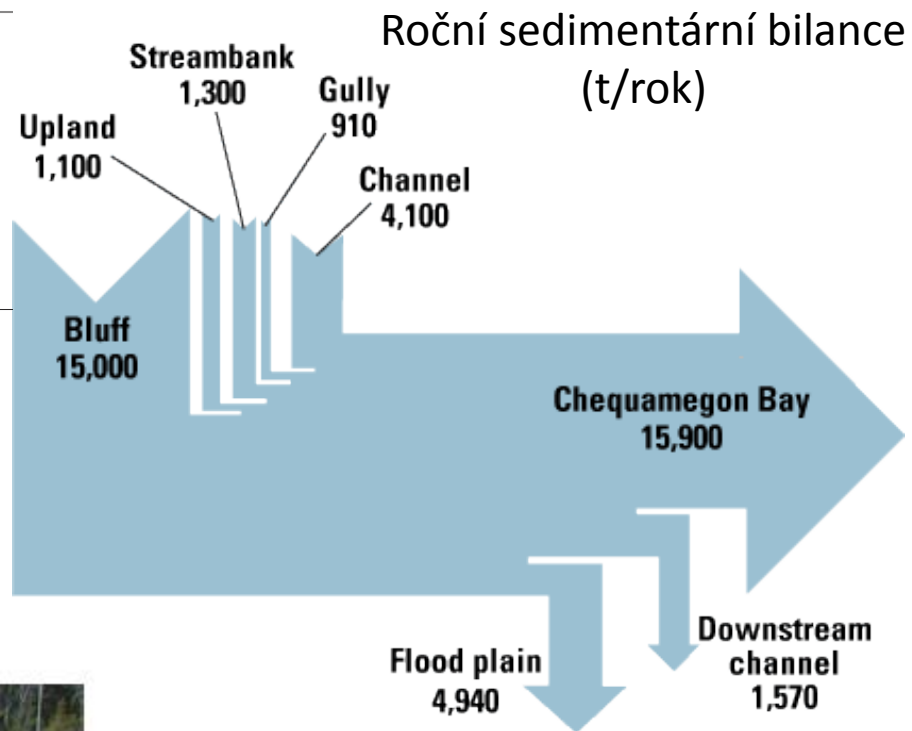 Roční sedimentární bilance
(t/rok)
Streambank
1,300
Gully
910
Upland
1,100
Channel
4,100
Bluff
15,000
Chequamegon Bay
15,900
Flood plain
4,940
Downstream
channel
1,570